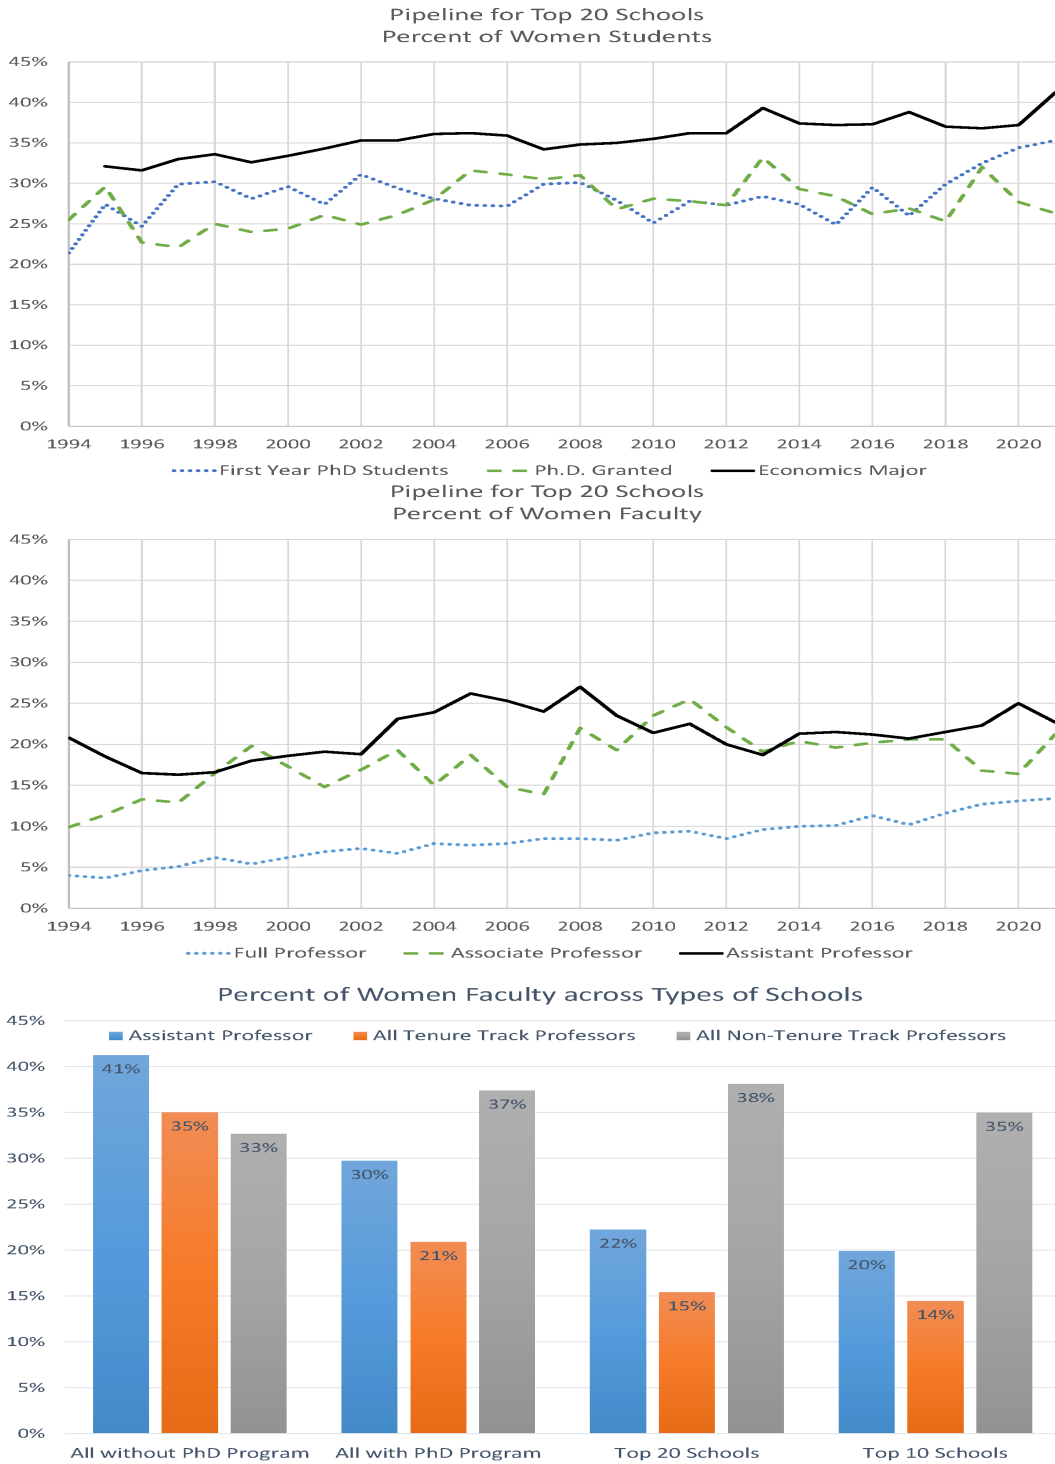 Pipeline for Top 20 Schools
Percent of Women Students
45%
40%
35%
30%
25%
20%
15%
10%
5%
0%
1994 1996 1998 2000 2002 2004 2006 2008 2010 2012 2014 2016 2018 2020
First Year PhD Students Ph.D. Granted Economics Major
Pipeline for Top 20 Schools
Percent of Women Faculty
45%
40%
35%
30%
25%
20%
15%
10%
5%
0%
1994 1996 1998 2000 2002 2004 2006 2008 2010 2012 2014 2016 2018 2020
Full Professor Associate Professor Assistant Professor
Percent of Women Faculty across Types of Schools
45%
Assistant Professor All Tenure Track Professors All Non-Tenure Track Professors
40%
35%
30%
25%
20%
15%
10%
5%
0%
41% 35% 33% 30% 21% 37% 22% 15% 38% 20% 14% 35%
All without PhD Program All with PhD Program Top 20 Schools Top 10 Schools